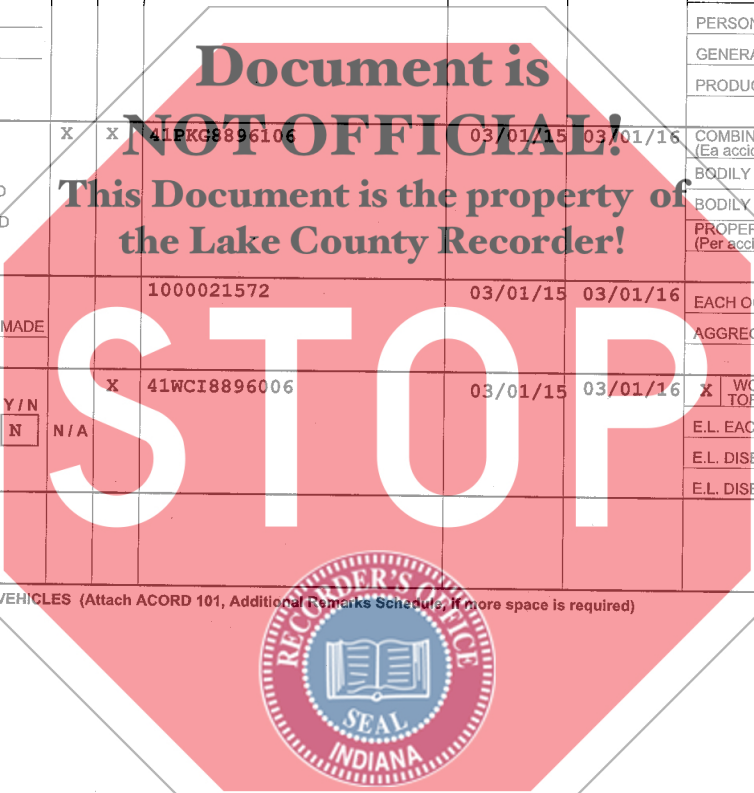 PERSON
GENERA
Document is
PRODUC
X X 41PKG8896106 03/01/15 03/01/16 COMBIN
NOT OFFICIAL!
(Ea accid
BODILY
This Document is the property of
BODILY
D
PROPER
the Lake County Recorder!
(Per acci
1000021572 03/01/15 03/01/16 EACH O
MADE
AGGREG
STOP
X 41WCI8896006 03/01/15 03/01/16 X WC
TOR
Y / N
N N / A
E.L. EAC
E.L. DISE
E.L. DISE
VEHICLES (Attach ACORD 101, Additional Remarks Schedule, if more space is required)
RECORDER'S OFFICE
SEAL
INDIANA